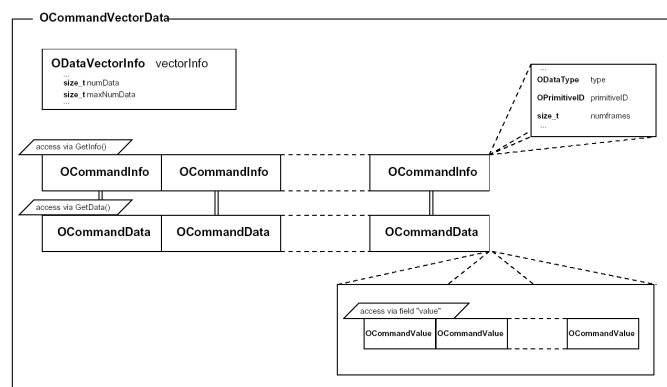 OCommandVectorData
ODataVectorInfo vectorInfo
...
size_t numData
size_t maxNumData
...
...
ODataType type
OPrimitiveID primitiveID
size_t numframes
...
access via GetInfo()
OCommandInfo OCommandInfo OCommandInfo
access via GetData()
OCommandData OCommandData OCommandData
access via field "value"
OCommandValue OCommandValue OCommandValue